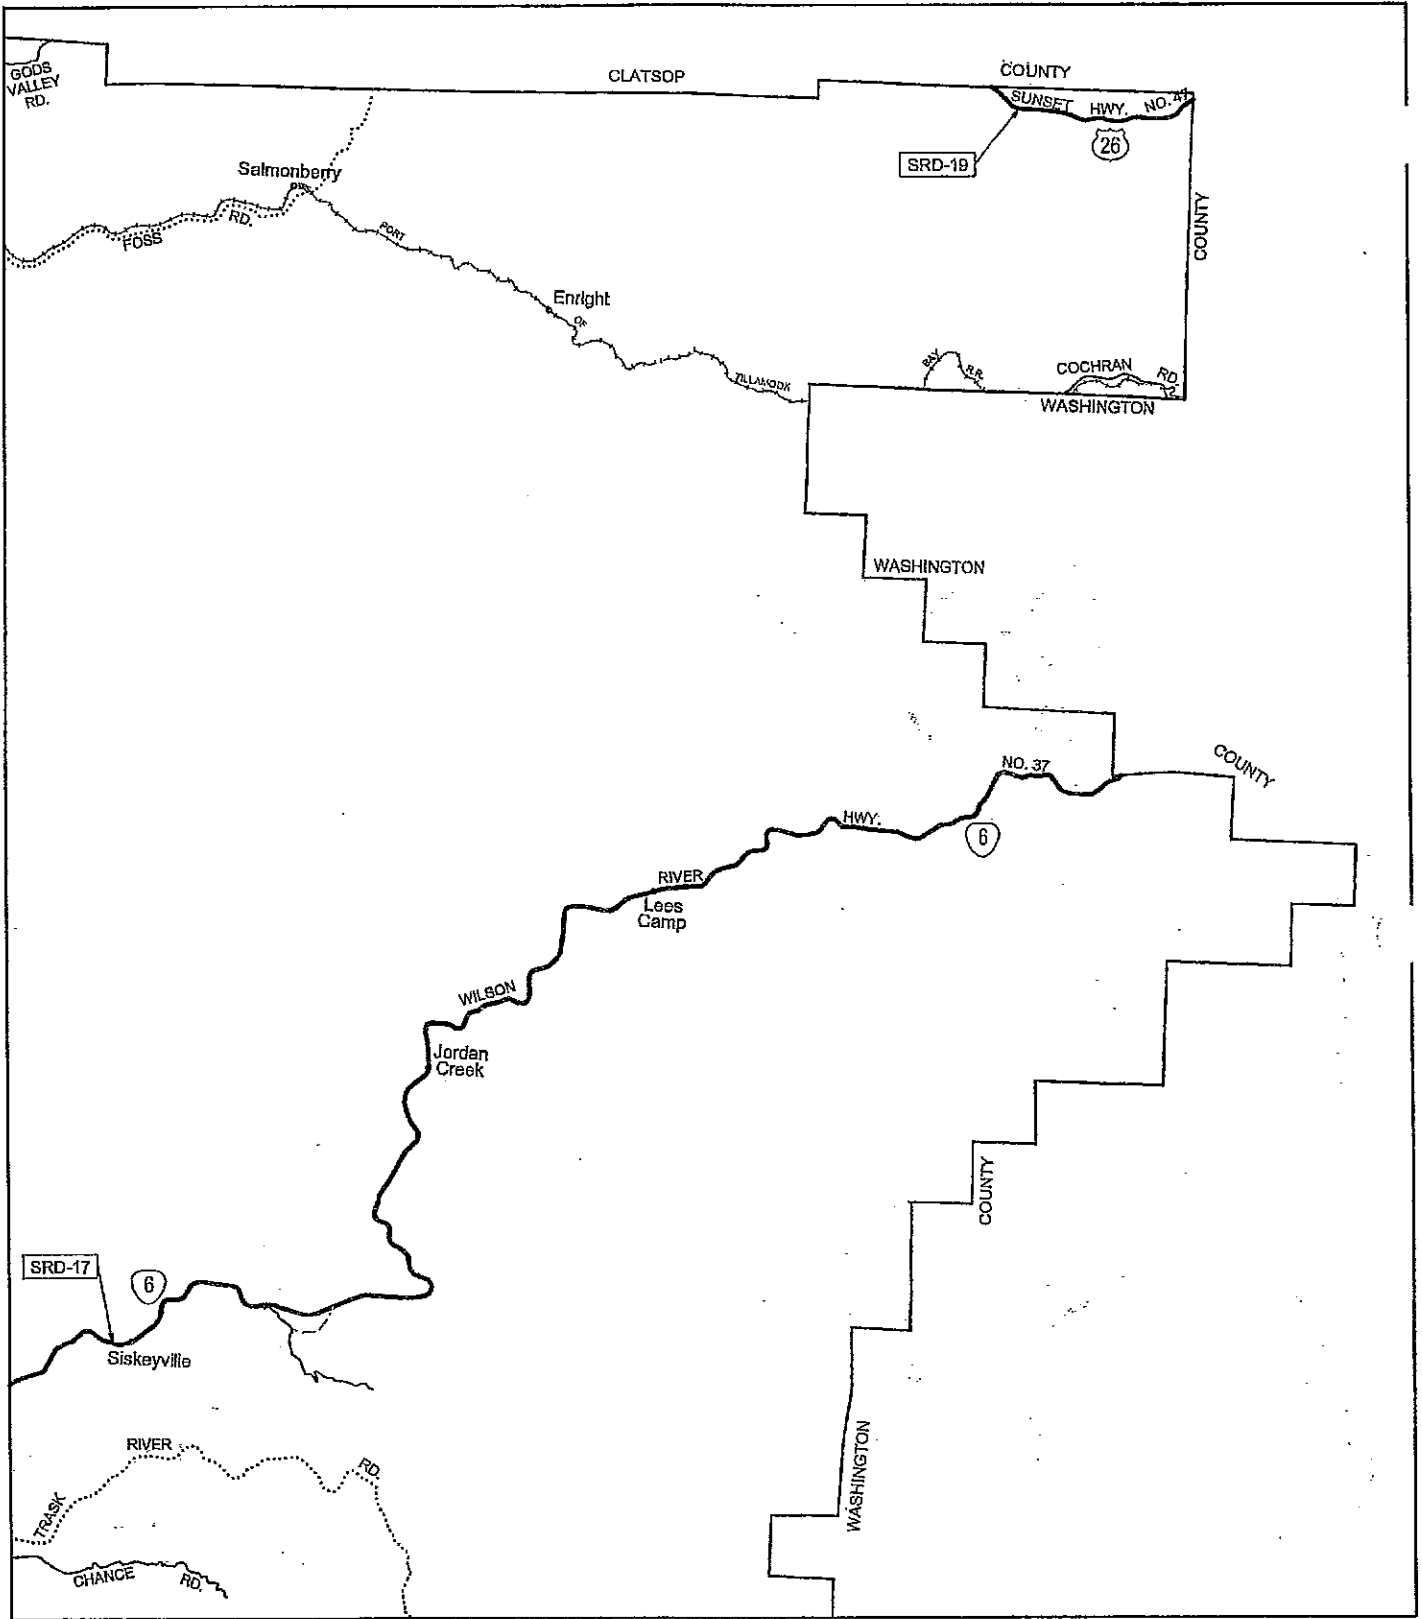 GODS
VALLEY
RD.
CLATSOP
COUNTY
SUNSET HWY. NO. 47
26
SRD-19
COUNTY
Salmonberry
FOSS RD.
PORT
Enright
OF
TILLAMOOK
BAY
R.R.
COCHRAN RD.
WASHINGTON
WASHINGTON
COUNTY
NO. 37
HWY.
6
RIVER
Lees
Camp
WILSON
Jordan
Creek
COUNTY
SRD-17
6
Siskeyville
WASHINGTON
TRASK RIVER RD.
CHANCE RD.